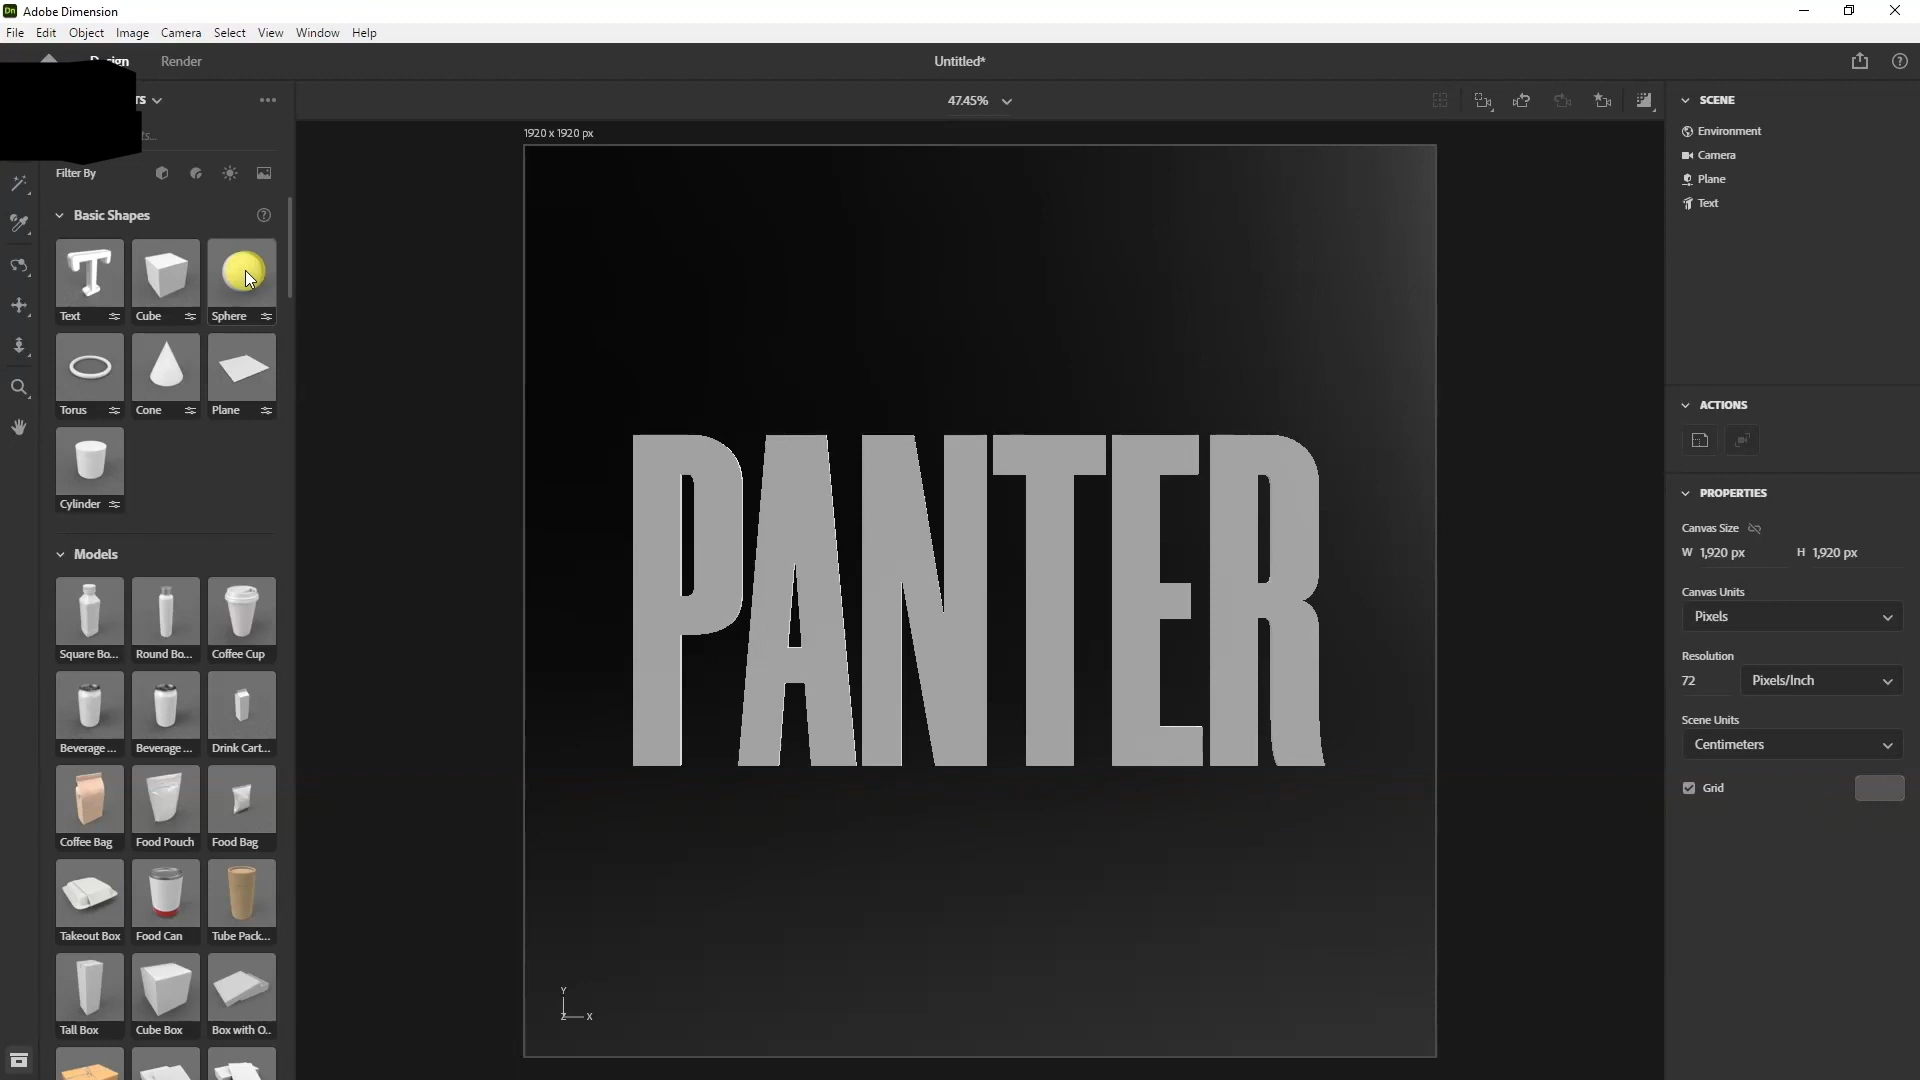 Adobe Dimension
File Edit Object Image Camera Select View Window Help
Render
Untitled*
47.45%
1920 x 1920 px
Filter By
Basic Shapes
Text Cube Sphere
Torus Cone Plane
Cylinder
Models
Square Bo... Round Bo... Coffee Cup
Beverage ... Beverage ... Drink Cart...
Coffee Bag Food Pouch Food Bag
Takeout Box Food Can Tube Pack...
Tall Box Cube Box Box with O..
PANTER
Y
Z X
SCENE
Environment
Camera
Plane
Text
ACTIONS
PROPERTIES
Canvas Size
W 1,920 px H 1,920 px
Canvas Units
Pixels
Resolution
72 Pixels/Inch
Scene Units
Centimeters
Grid